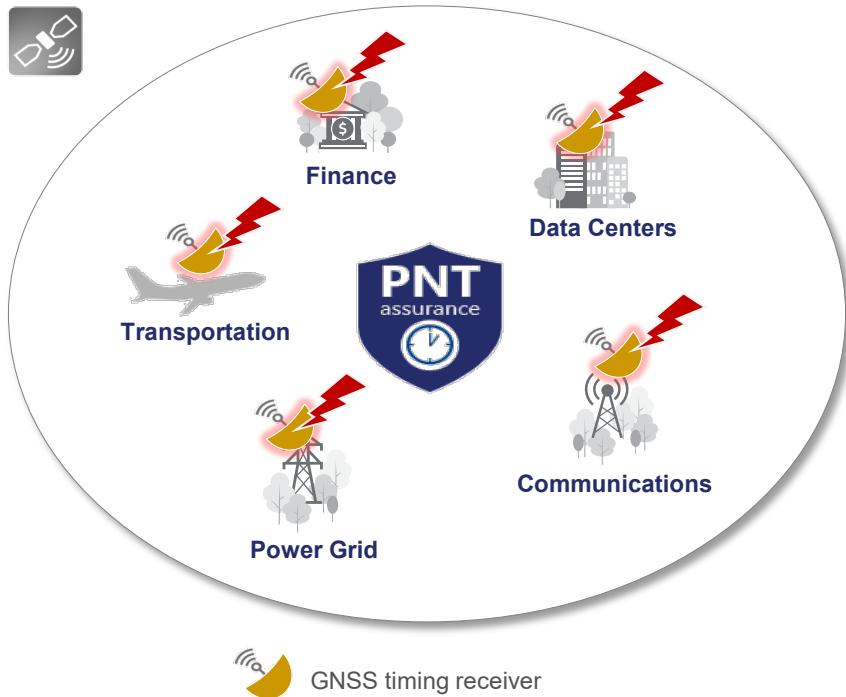 $
Finance
Data Centers
Transportation
PNT
assurance
Communications
Power Grid
GNSS timing receiver